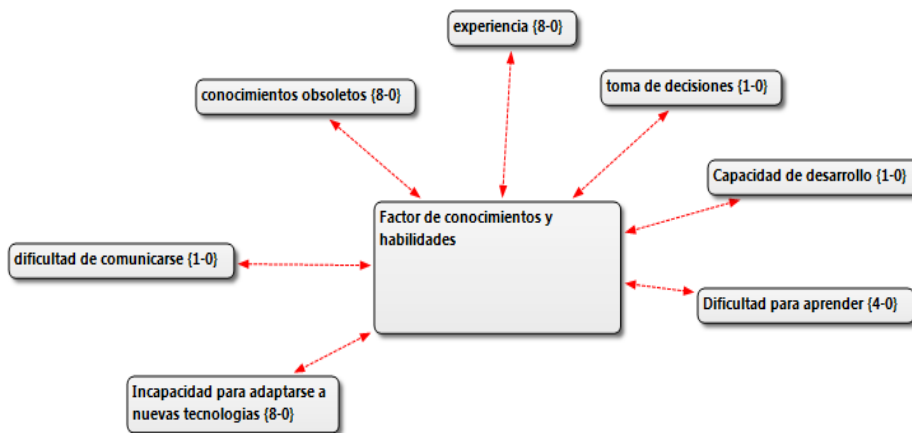 experiencia {8-0}
conocimientos obsoletos {8-0}
toma de decisiones {1-0}
Capacidad de desarrollo {1-0}
Factor de conocimientos y
habilidades
dificultad de comunicarse {1-0}
Dificultad para aprender {4-0}
Incapacidad para adaptarse a
nuevas tecnologias {8-0}